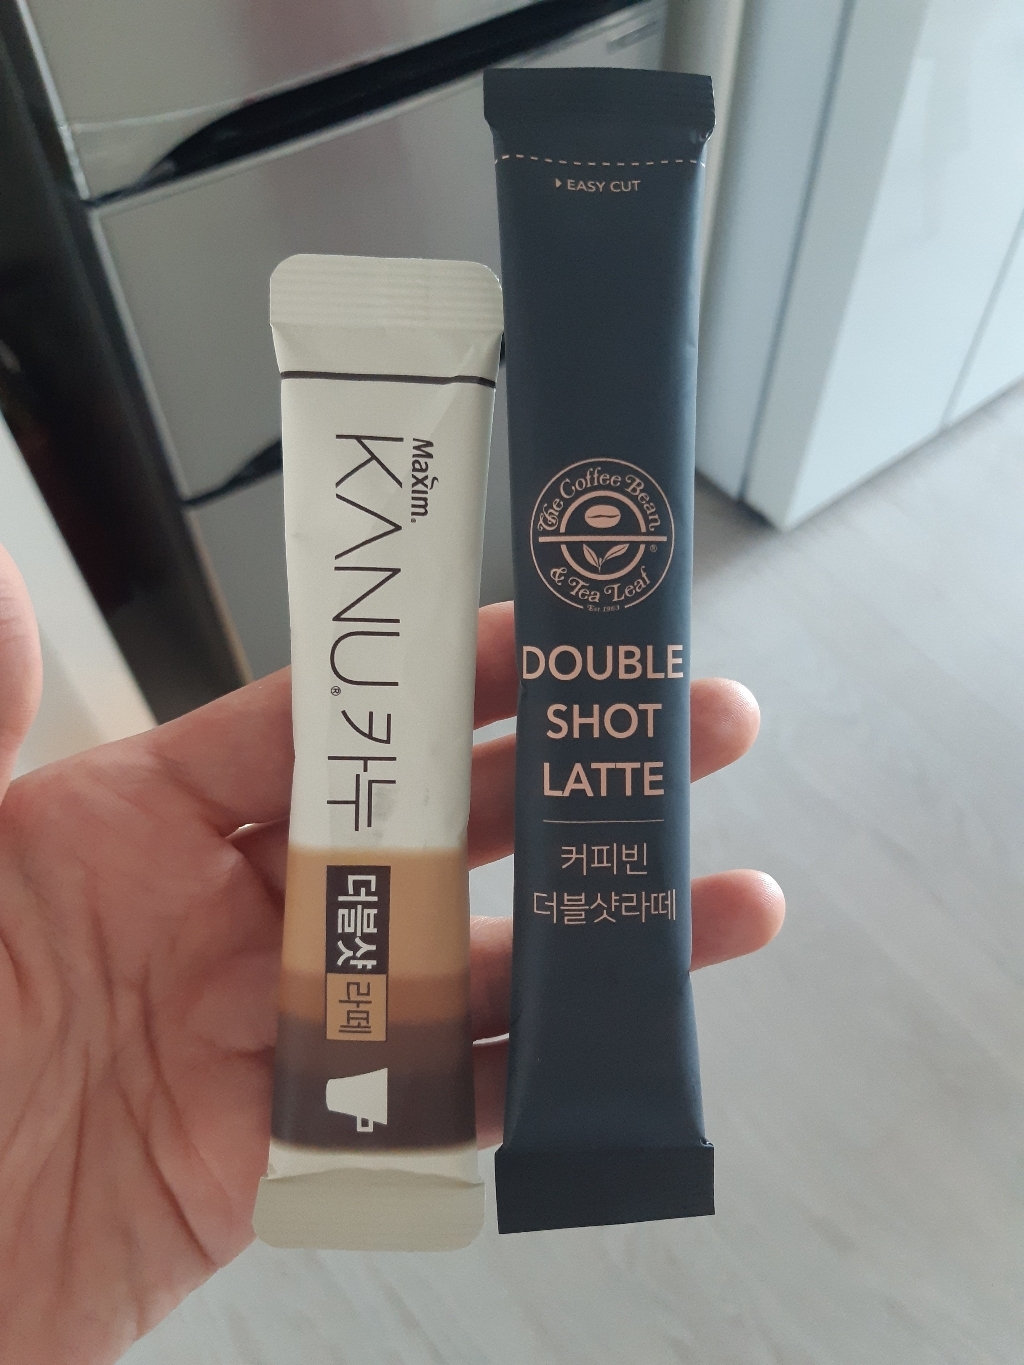 Maxim®
KANU® 카누
더블샷 라떼
EASY CUT
The Coffee Bean
®
& Tea Leaf
Est 1963
DOUBLE
SHOT
LATTE
커피빈
더블샷라떼